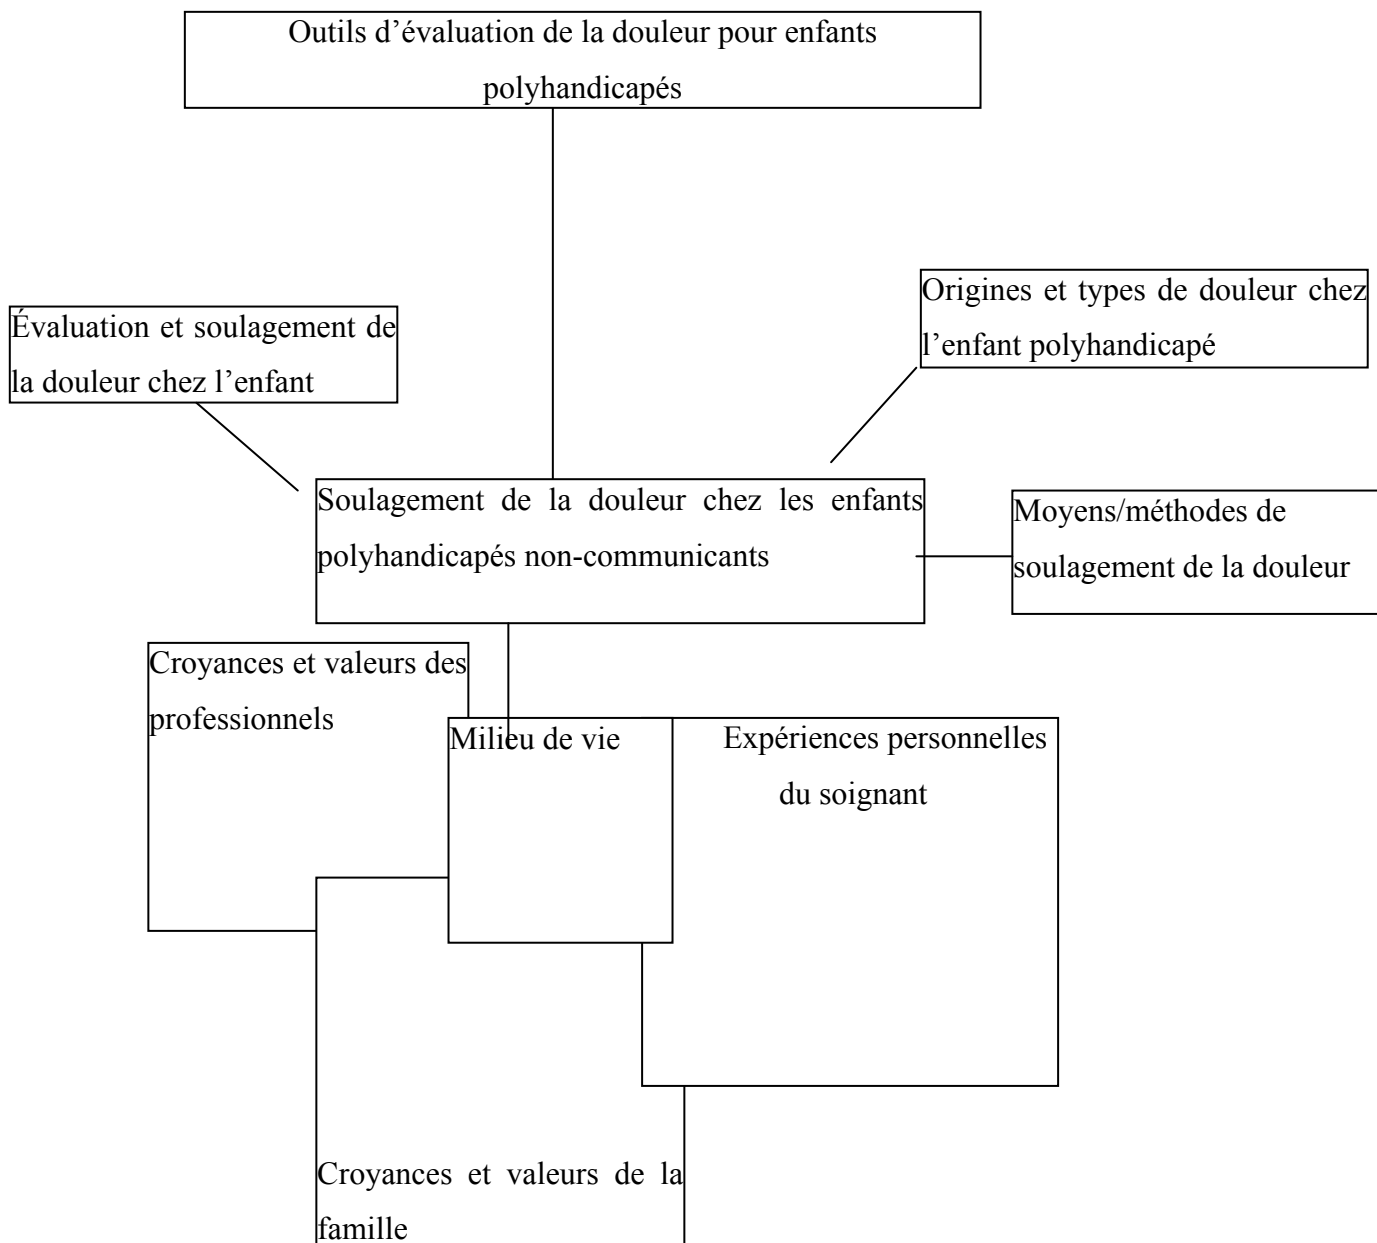 Outils d’évaluation de la douleur pour enfants
polyhandicapés
Origines et types de douleur chez
l’enfant polyhandicapé
Évaluation et soulagement de
la douleur chez l’enfant
Soulagement de la douleur chez les enfants
polyhandicapés non-communicants
Moyens/méthodes de
soulagement de la douleur
Croyances et valeurs des
professionnels
Milieu de vie
Expériences personnelles
du soignant
Croyances et valeurs de la
famille